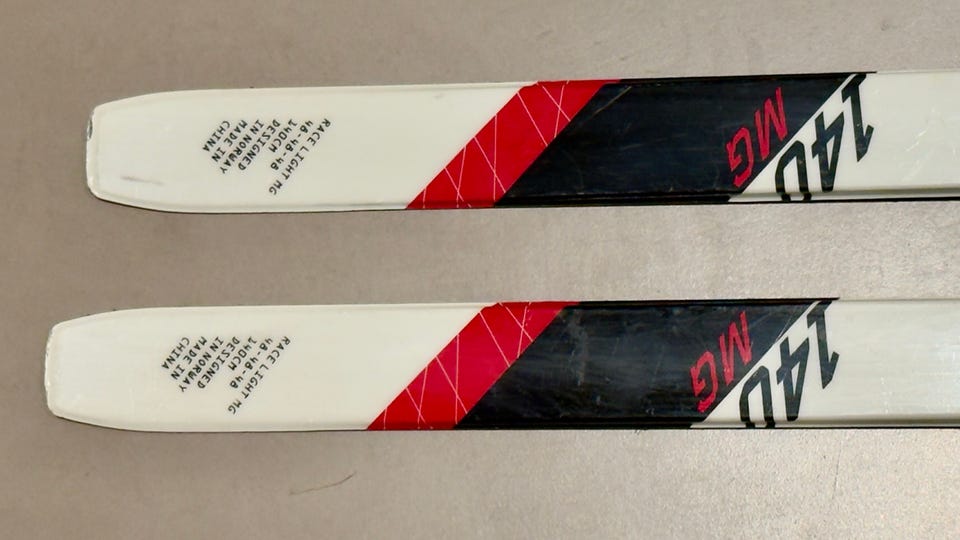 RACE LIGHT MG
48-48-48
140CM
DESIGNED
IN NORWAY
MADE IN
CHINA
140
MG
RACE LIGHT MG
48-48-48
140CM
DESIGNED
IN NORWAY
MADE IN
CHINA
140
MG